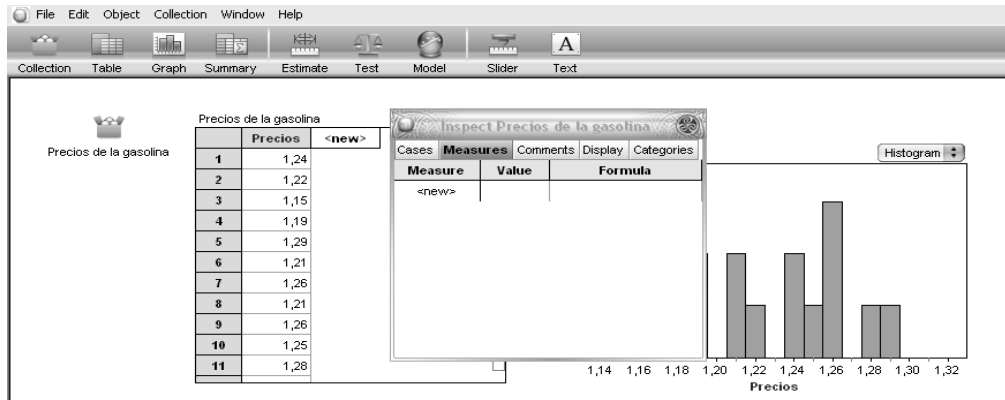 File Edit Object Collection Window Help
Collection Table Graph Summary Estimate Test Model Slider Text
A
Precios de la gasolina
Precios de la gasolina
Precios <new>
1 1,24
2 1,22
3 1,15
4 1,19
5 1,29
6 1,21
7 1,26
8 1,21
9 1,26
10 1,25
11 1,28
Inspect Precios de la gasolina
Cases Measures Comments Display Categories
Measure Value Formula
<new>
Histogram
1,14 1,16 1,18 1,20 1,22 1,24 1,26 1,28 1,30 1,32
Precios